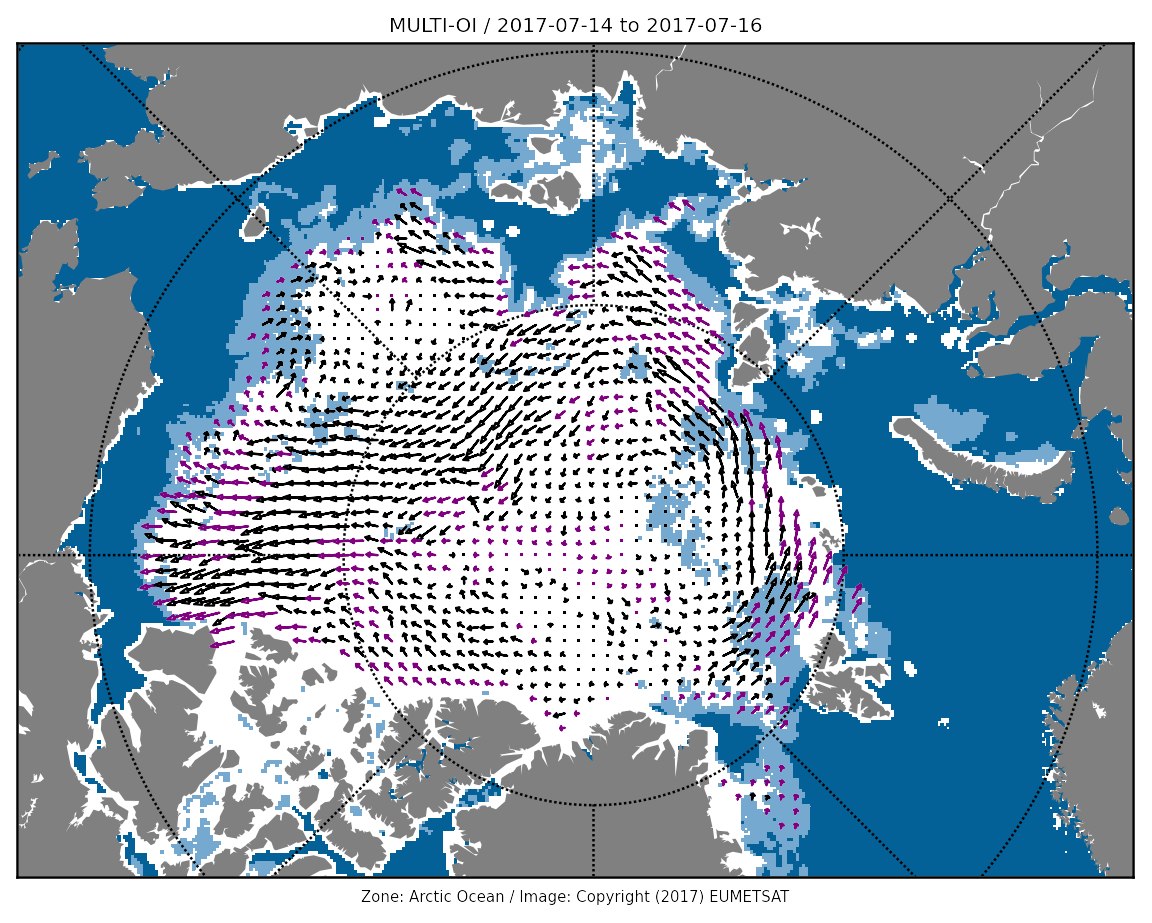 MULTI-OI / 2017-07-14 to 2017-07-16
Zone: Arctic Ocean / Image: Copyright (2017) EUMETSAT